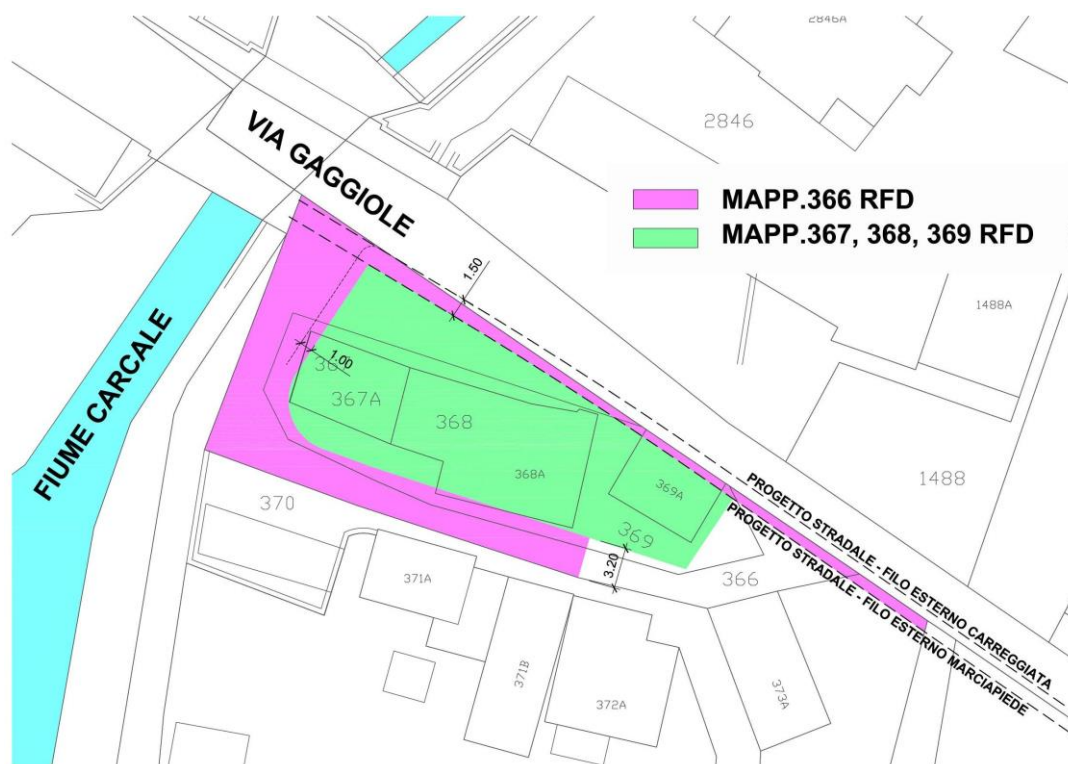 2846A
2846
VIA GAGGIOLE
MAPP.366 RFD
MAPP.367, 368, 369 RFD
1.50
1488A
1.00
367A
368
368A
369A
369
1488
FIUME CARCALE
370
3.20
366
371A
371B
372A
373A
PROGETTO STRADALE - FILO ESTERNO CARREGGIATA
PROGETTO STRADALE - FILO ESTERNO MARCIAPIEDE